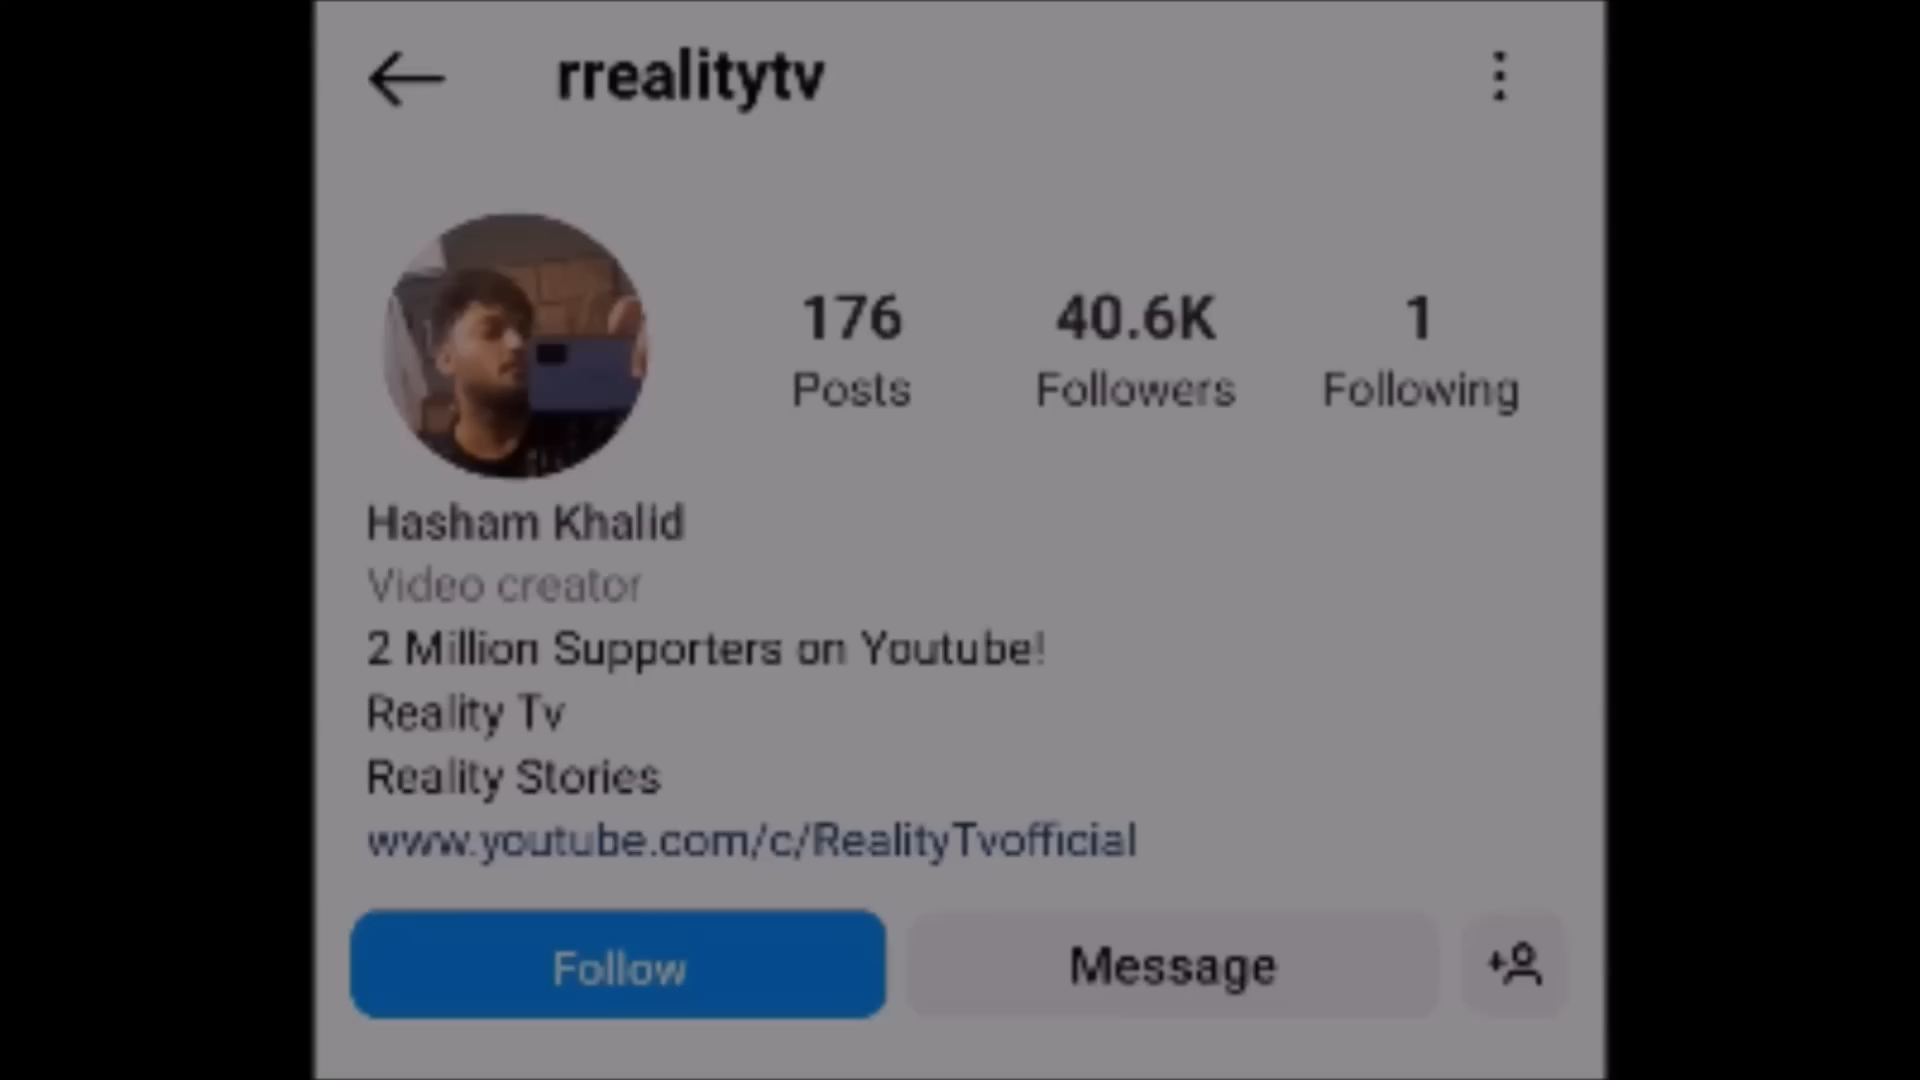 rrealitytv
176 40.6K 1
Posts Followers Following
Hasham Khalid
Video creator
2 Million Supporters on Youtube!
Reality Tv
Reality Stories
www.youtube.com/c/RealityTvofficial
Follow Message